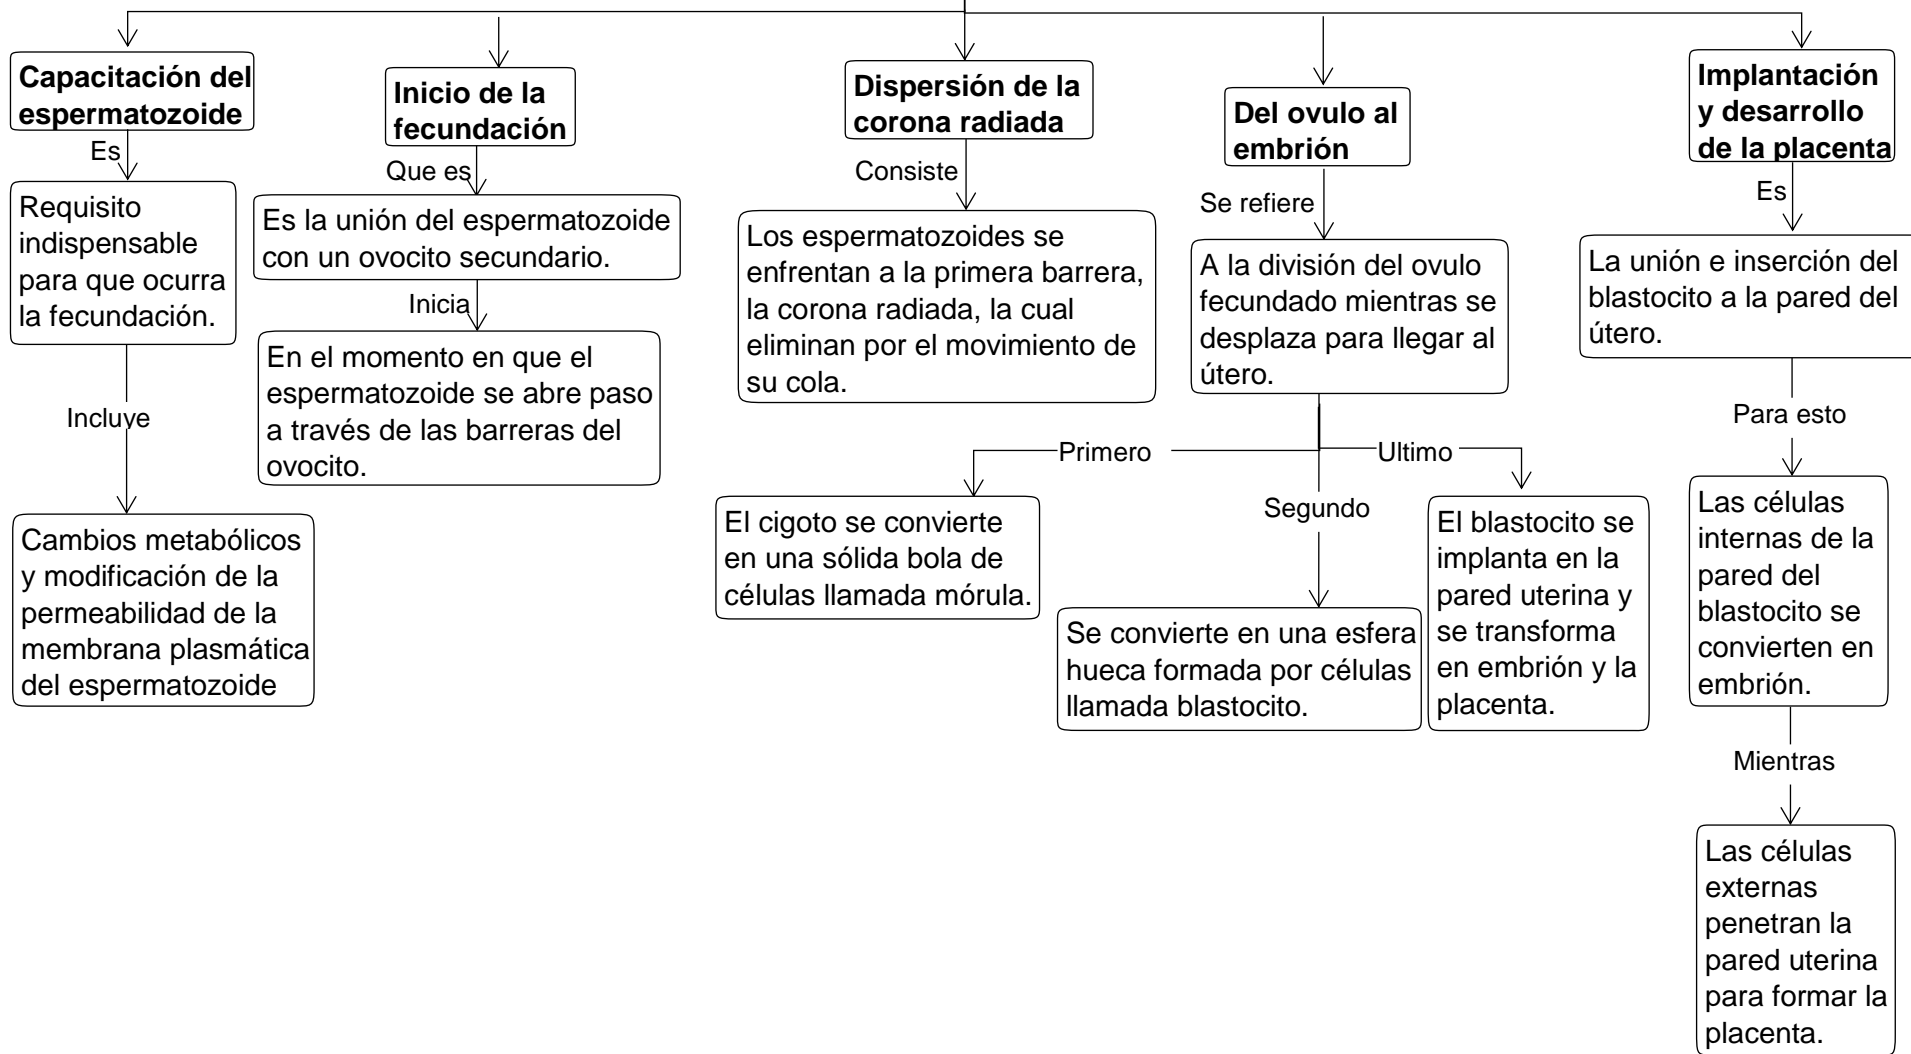 Capacitación del
espermatozoide
Es
Requisito
indispensable
para que ocurra
la fecundación.
Incluye
Cambios metabólicos
y modificación de la
permeabilidad de la
membrana plasmática
del espermatozoide
Inicio de la
fecundación
Que es
Es la unión del espermatozoide
con un ovocito secundario.
Inicia
En el momento en que el
espermatozoide se abre paso
a través de las barreras del
ovocito.
Dispersión de la
corona radiada
Consiste
Los espermatozoides se
enfrentan a la primera barrera,
la corona radiada, la cual
eliminan por el movimiento de
su cola.
Del ovulo al
embrión
Se refiere
A la división del ovulo
fecundado mientras se
desplaza para llegar al
útero.
Primero
El cigoto se convierte
en una sólida bola de
células llamada mórula.
Segundo
Se convierte en una esfera
hueca formada por células
llamada blastocito.
Ultimo
El blastocito se
implanta en la
pared uterina y
se transforma
en embrión y la
placenta.
Implantación
y desarrollo
de la placenta
Es
La unión e inserción del
blastocito a la pared del
útero.
Para esto
Las células
internas de la
pared del
blastocito se
convierten en
embrión.
Mientras
Las células
externas
penetran la
pared uterina
para formar la
placenta.